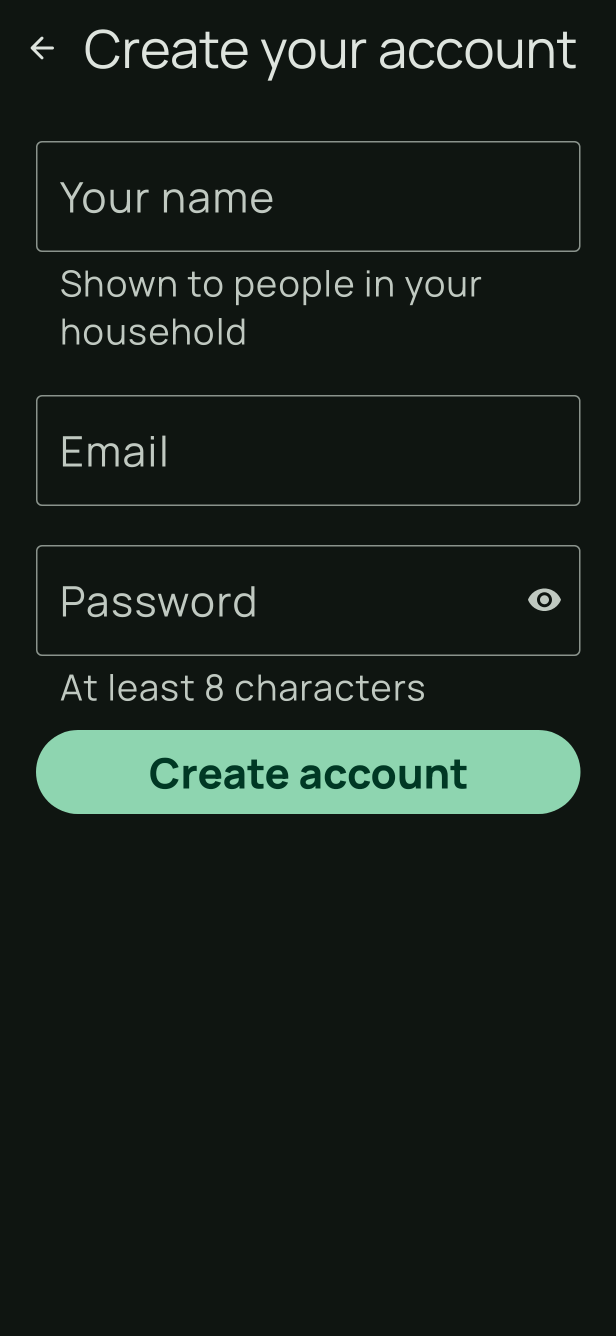 Create your account
Your name
Shown to people in your
household
Email
Password
At least 8 characters
Create account